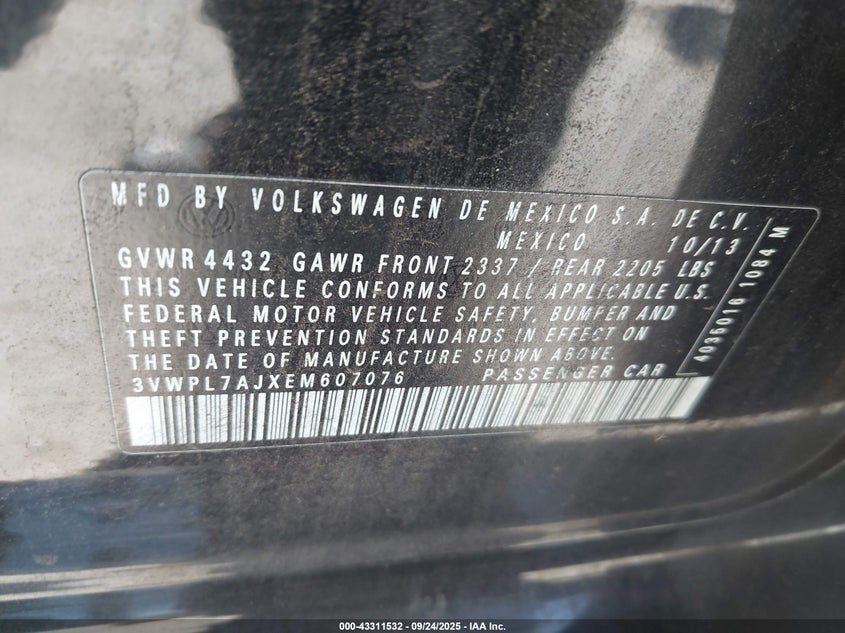 MFD BY VOLKSWAGEN DE MEXICO S.A. DE C.V.
MEXICO 10/13
GVWR 4432 GAWR FRONT 2337 / REAR 2205 LBS
THIS VEHICLE CONFORMS TO ALL APPLICABLE U.S.
FEDERAL MOTOR VEHICLE SAFETY, BUMPER AND
THEFT PREVENTION STANDARDS IN EFFECT ON
THE DATE OF MANUFACTURE SHOWN ABOVE.
3VWPL7AJXEM607076 PASSENGER CAR
1084 M
000-43311532 - 09/24/2025 - IAA Inc.